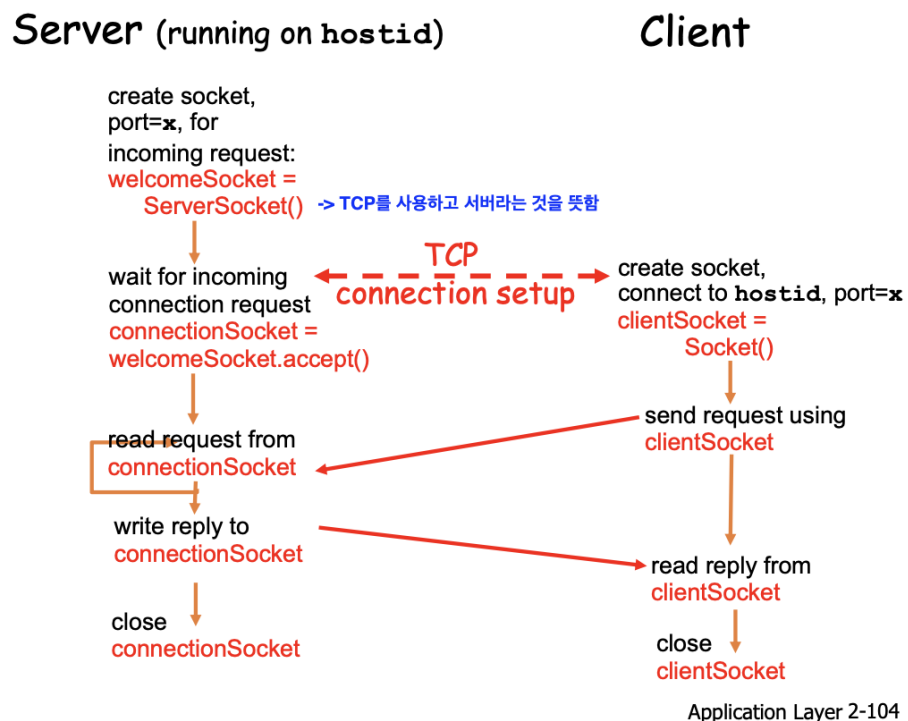 Server (running on hostid)
Client
create socket,
port=x, for
incoming request:
welcomeSocket =
ServerSocket()
-> TCP를 사용하고 서버라는 것을 뜻함
TCP
connection setup
wait for incoming
connection request
connectionSocket =
welcomeSocket.accept()
create socket,
connect to hostid, port=x
clientSocket =
Socket()
read request from
connectionSocket
send request using
clientSocket
write reply to
connectionSocket
read reply from
clientSocket
close
connectionSocket
close
clientSocket
Application Layer 2-104